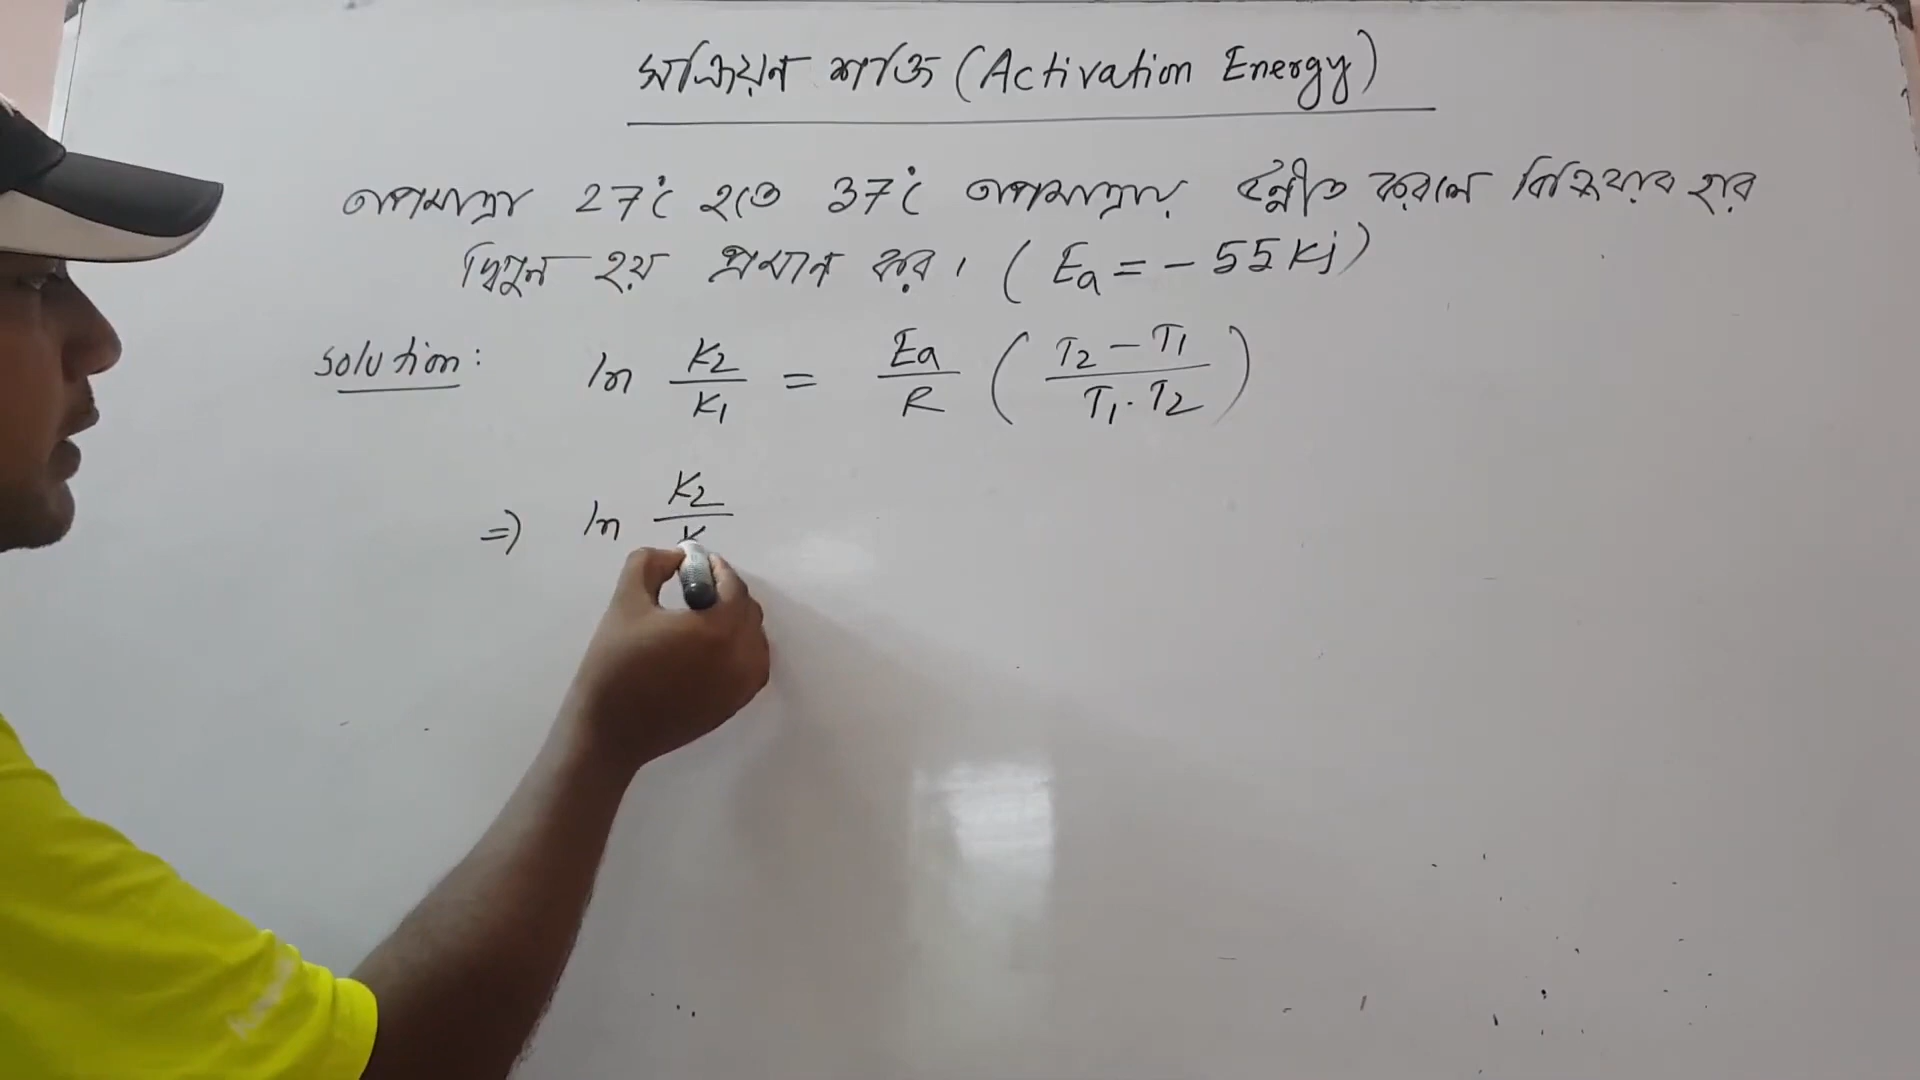 সক্রিয়ন শক্তি (Activation Energy)
তাপমাত্রা 27°C হতে 37°C তাপমাত্রায় উন্নীত করলে বিক্রিয়ার হার
দ্বিগুন হয় প্রমান কর। (Ea = - 55 Kj)
Solution: ln K2/K1 = Ea/R (T2 - T1 / T1 . T2)
=> ln K2/K